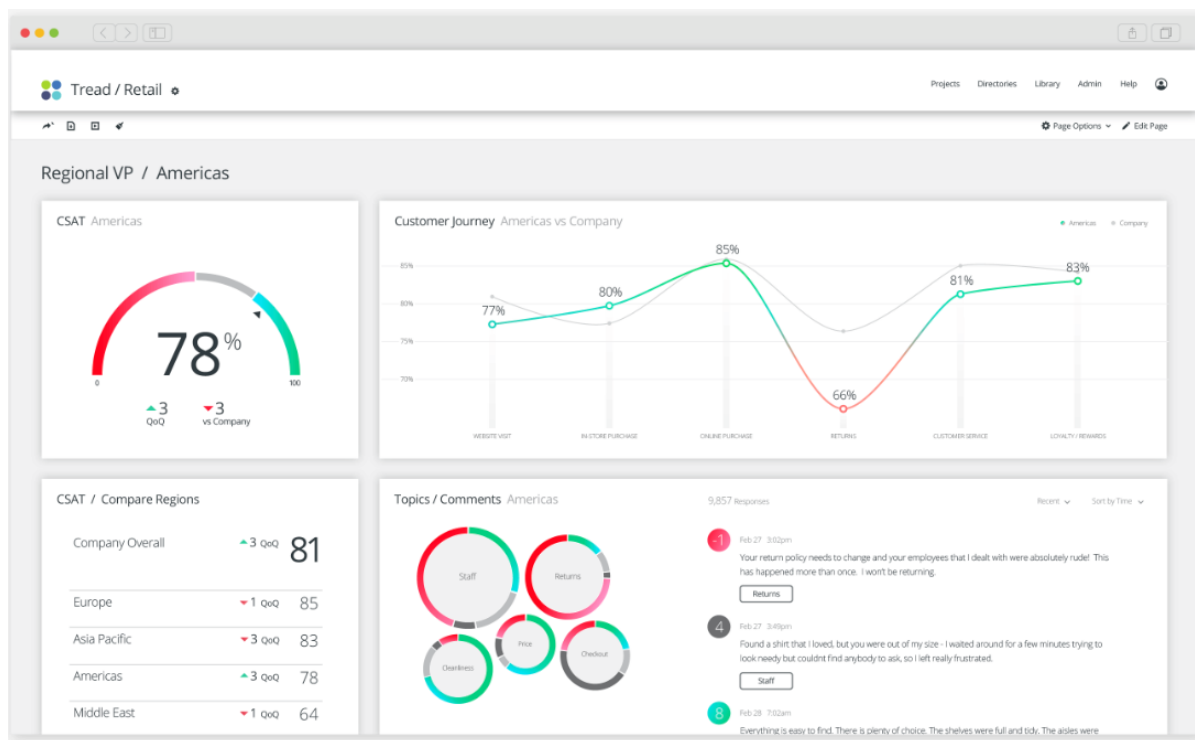 Tread / Retail
Projects Directories Library Admin Help
Page Options Edit Page
Regional VP / Americas
CSAT Americas
78%
0 100
3 3
QoQ vs Company
Customer Journey Americas vs Company
Americas Company
85%
80%
75%
70%
77%
80%
85%
66%
81%
83%
WEBSITE VISIT IN-STORE PURCHASE ONLINE PURCHASE RETURNS CUSTOMER SERVICE LOYALTY / REWARDS
CSAT / Compare Regions
Company Overall 3 QoQ 81
Europe 1 QoQ 85
Asia Pacific 3 QoQ 83
Americas 3 QoQ 78
Middle East 1 QoQ 64
Topics / Comments Americas
Staff
Returns
Price
Cleanliness
Checkout
9,857 Responses Recent Sort by Time
-1 Feb 27 3:02pm
Your return policy needs to change and your employees that I dealt with were absolutely rude! This
has happened more than once. I won't be returning.
Returns
4 Feb 27 3:49pm
Found a shirt that I loved, but you were out of my size - I waited around for a few minutes trying to
look needy but couldnt find anybody to ask, so I left really frustrated.
Staff
8 Feb 28 7:02am
Everything is easy to find. There is plenty of choice. The shelves were full and tidy. The aisles were